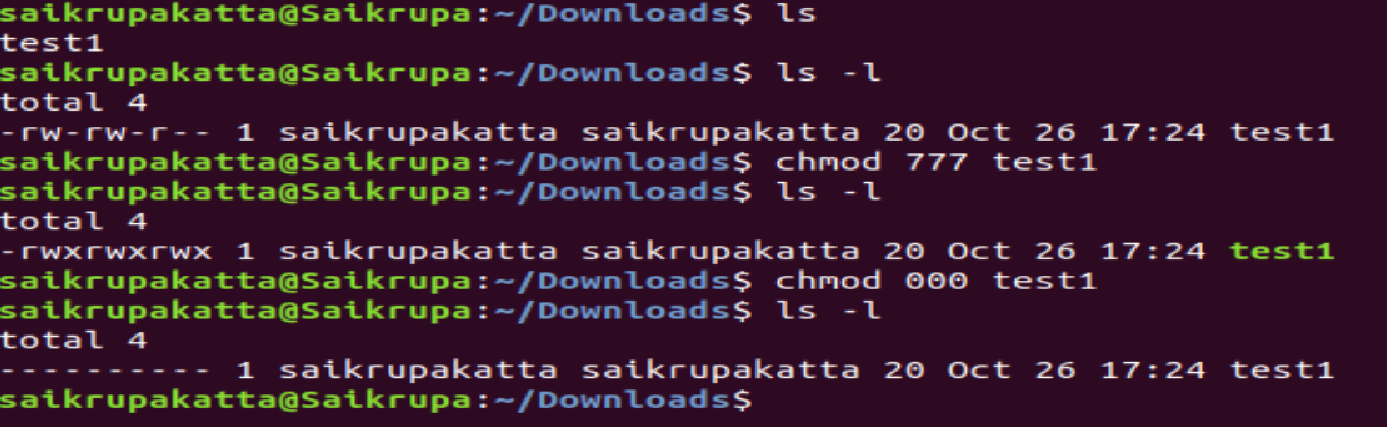 saikrupakatta@Saikrupa:~/Downloads$ ls
test1
saikrupakatta@Saikrupa:~/Downloads$ ls -l
total 4
-rw-rw-r-- 1 saikrupakatta saikrupakatta 20 Oct 26 17:24 test1
saikrupakatta@Saikrupa:~/Downloads$ chmod 777 test1
saikrupakatta@Saikrupa:~/Downloads$ ls -l
total 4
-rwxrwxrwx 1 saikrupakatta saikrupakatta 20 Oct 26 17:24 test1
saikrupakatta@Saikrupa:~/Downloads$ chmod 000 test1
saikrupakatta@Saikrupa:~/Downloads$ ls -l
total 4
---------- 1 saikrupakatta saikrupakatta 20 Oct 26 17:24 test1
saikrupakatta@Saikrupa:~/Downloads$